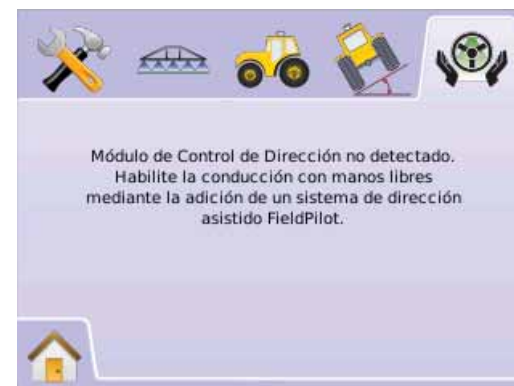 Módulo de Control de Dirección no detectado.
Habilite la conducción con manos libres
mediante la adición de un sistema de dirección
asistido FieldPilot.